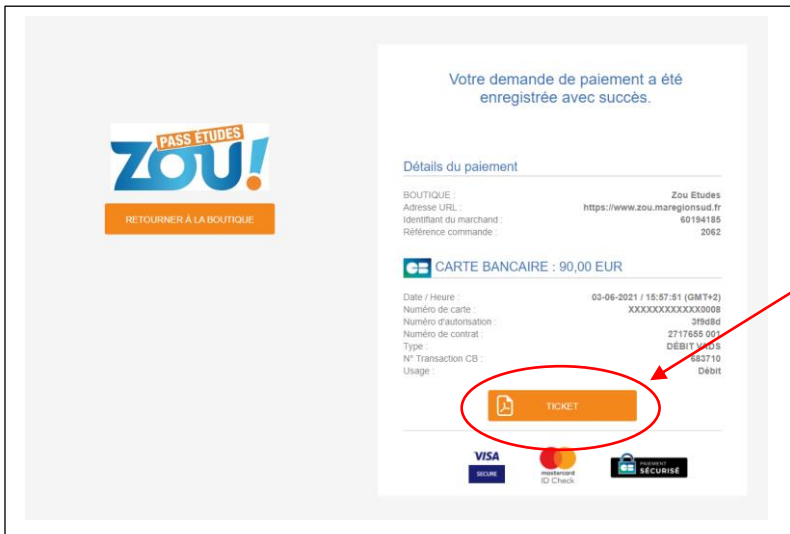 PASS ÉTUDES
ZOU!
RETOURNER À LA BOUTIQUE
Votre demande de paiement a été
enregistrée avec succès.
Détails du paiement
BOUTIQUE : Zou Etudes
Adresse URL : https://www.zou.maregionsud.fr
Identifiant du marchand : 60194185
Référence commande : 2062
CB CARTE BANCAIRE : 90,00 EUR
Date / Heure : 03-06-2021 / 15:57:51 (GMT+2)
Numéro de carte : XXXXXXXXXXXX0008
Numéro d'autorisation : 3f9d8d
Numéro de contrat : 2717655 001
Type : DÉBIT VADS
N° Transaction CB : 683710
Usage : Débit
TICKET
VISA
SECURE
mastercard
ID Check
CB PAIEMENT
SÉCURISÉ